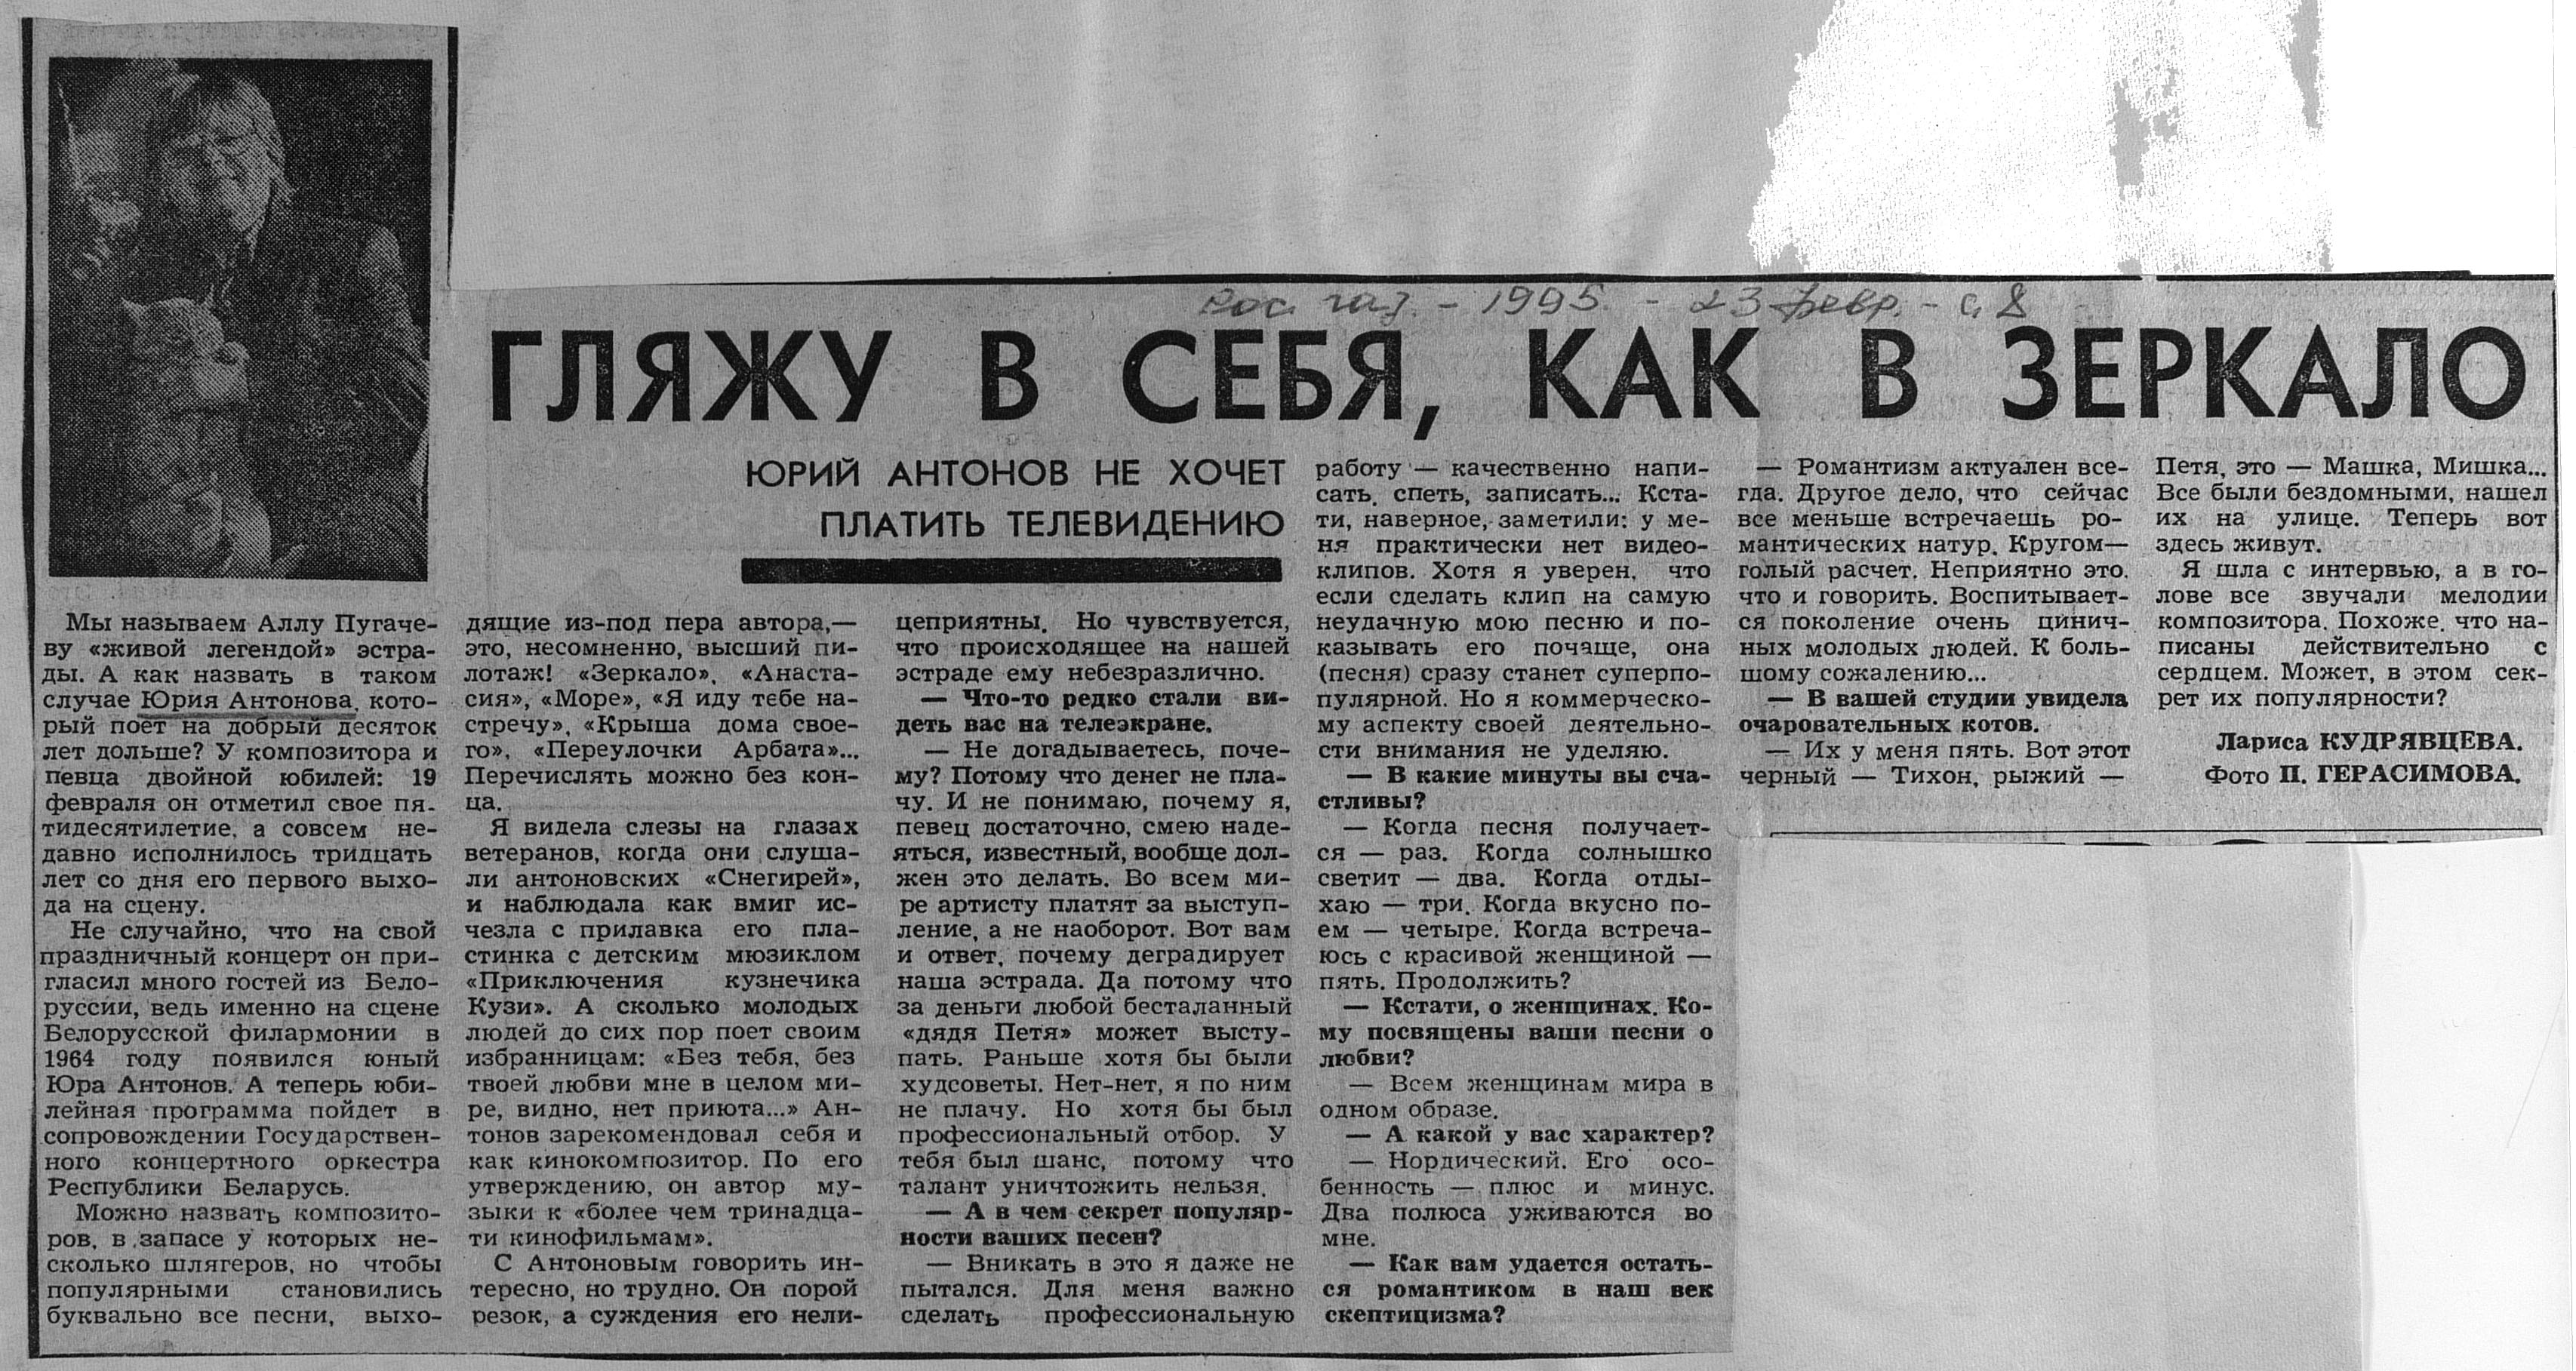 Рос. газ. - 1995. - 23 февр. - с. 8
ГЛЯЖУ В СЕБЯ, КАК В ЗЕРКАЛО
ЮРИЙ АНТОНОВ НЕ ХОЧЕТ
ПЛАТИТЬ ТЕЛЕВИДЕНИЮ
Мы называем Аллу Пугаче-
ву «живой легендой» эстра-
ды. А как назвать в таком
случае Юрия Антонова, кото-
рый поет на добрый десяток
лет дольше? У композитора и
певца двойной юбилей: 19
февраля он отметил свое пя-
тидесятилетие, а совсем не-
давно исполнилось тридцать
лет со дня его первого выхо-
да на сцену.
Не случайно, что на свой
праздничный концерт он при-
гласил много гостей из Бело-
руссии, ведь именно на сцене
Белорусской филармонии в
1964 году появился юный
Юра Антонов. А теперь юби-
лейная программа пойдет в
сопровождении Государствен-
ного концертного оркестра
Республики Беларусь.
Можно назвать композито-
ров, в запасе у которых не-
сколько шлягеров, но чтобы
популярными становились
буквально все песни, выхо-
дящие из-под пера автора,—
это, несомненно, высший пи-
лотаж! «Зеркало», «Анаста-
сия», «Море», «Я иду тебе на-
встречу», «Крыша дома свое-
го», «Переулочки Арбата»...
Перечислять можно без кон-
ца.
Я видела слезы на глазах
ветеранов, когда они слуша-
ли антоновских «Снегирей»,
и наблюдала как вмиг ис-
чезла с прилавка его пла-
стинка с детским мюзиклом
«Приключения кузнечика
Кузи». А сколько молодых
людей до сих пор поет своим
избранницам: «Без тебя, без
твоей любви мне в целом ми-
ре, видно, нет приюта...» Ан-
тонов зарекомендовал себя и
как кинокомпозитор. По его
утверждению, он автор му-
зыки к «более чем тринадца-
ти кинофильмам».
С Антоновым говорить ин-
тересно, но трудно. Он порой
резок, а суждения его нели-
цеприятны. Но чувствуется,
что происходящее на нашей
эстраде ему небезразлично.
— Что-то редко стали ви-
деть вас на телеэкране.
— Не догадываетесь, поче-
му? Потому что денег не пла-
чу. И не понимаю, почему я,
певец достаточно, смею наде-
яться, известный, вообще дол-
жен это делать. Во всем ми-
ре артисту платят за выступ-
ление, а не наоборот. Вот вам
и ответ, почему деградирует
наша эстрада. Да потому что
за деньги любой бесталанный
«дядя Петя» может высту-
пать. Раньше хотя бы были
худсоветы. Нет-нет, я по ним
не плачу. Но хотя бы был
профессиональный отбор. У
тебя был шанс, потому что
талант уничтожить нельзя.
— А в чем секрет популяр-
ности ваших песен?
— Вникать в это я даже не
пытался. Для меня важно
сделать профессиональную
работу — качественно напи-
сать, спеть, записать... Кста-
ти, наверное, заметили: у ме-
ня практически нет видео-
клипов. Хотя я уверен, что
если сделать клип на самую
неудачную мою песню и по-
казывать его почаще, она
(песня) сразу станет суперпо-
пулярной. Но я коммерческо-
му аспекту своей деятельно-
сти внимания не уделяю.
— В какие минуты вы сча-
стливы?
— Когда песня получает-
ся — раз. Когда солнышко
светит — два. Когда отды-
хаю — три. Когда вкусно по-
ем — четыре. Когда встреча-
юсь с красивой женщиной —
пять. Продолжить?
— Кстати, о женщинах. Ко-
му посвящены ваши песни о
любви?
— Всем женщинам мира в
одном образе.
— А какой у вас характер?
— Нордический. Его осо-
бенность — плюс и минус.
Два полюса уживаются во
мне.
— Как вам удается остать-
ся романтиком в наш век
скептицизма?
— Романтизм актуален все-
гда. Другое дело, что сейчас
все меньше встречаешь ро-
мантических натур. Кругом—
голый расчет. Неприятно это,
что и говорить. Воспитывает-
ся поколение очень цинич-
ных молодых людей. К боль-
шому сожалению...
— В вашей студии увидела
очаровательных котов.
— Их у меня пять. Вот этот
черный — Тихон, рыжий —
Петя, это — Машка, Мишка...
Все были бездомными, нашел
их на улице. Теперь вот
здесь живут.
Я шла с интервью, а в го-
лове все звучали мелодии
композитора. Похоже, что на-
писаны действительно с
сердцем. Может, в этом сек-
рет их популярности?
Лариса КУДРЯВЦЕВА.
Фото П. ГЕРАСИМОВА.